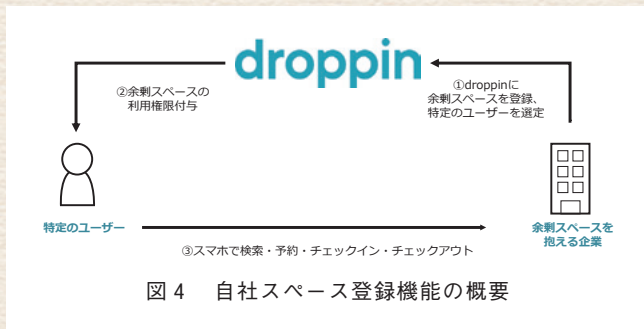 droppin
①droppinに
余剰スペースを登録、
特定のユーザーを選定
②余剰スペースの
利用権限付与
特定のユーザー
余剰スペースを
抱える企業
③スマホで検索・予約・チェックイン・チェックアウト
図4 自社スペース登録機能の概要